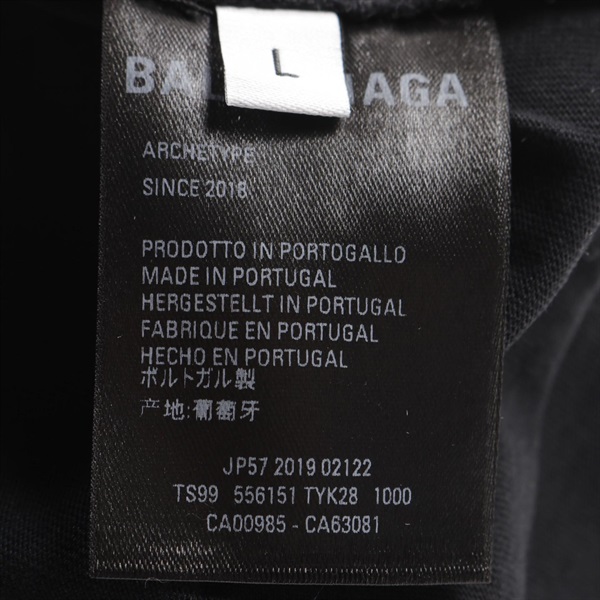 L
ARCHETYPE
SINCE 2018
PRODOTTO IN PORTOGALLO
MADE IN PORTUGAL
HERGESTELLT IN PORTUGAL
FABRIQUE EN PORTUGAL
HECHO EN PORTUGAL
ポルトガル製
产地:葡萄牙
JP57 2019 02122
TS99 556151 TYK28 1000
CA00985 - CA63081